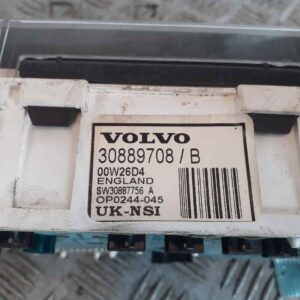 VOLVO
30889708 / B
00W26D4
ENGLAND
SW30887756 A
OP0244-045
UK-NSI